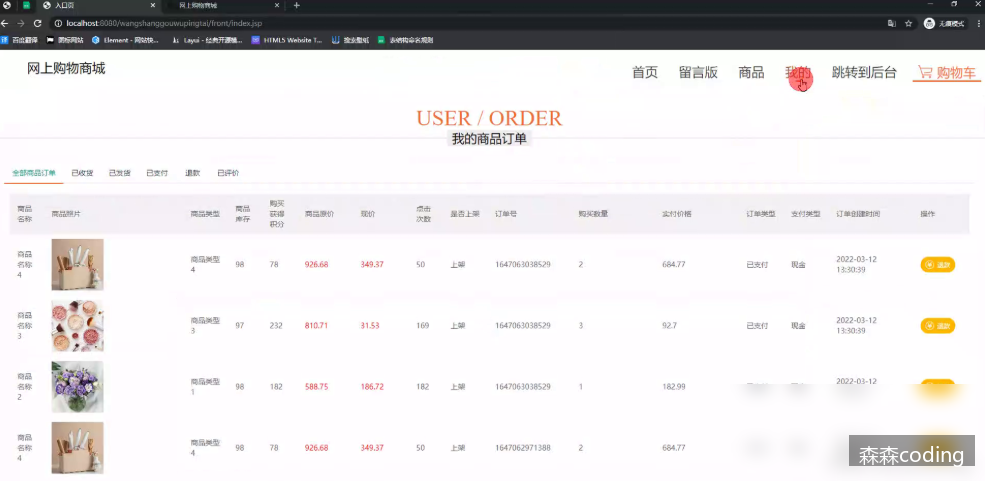 入口页 网上购物商城
localhost:8080/wangshanggouwupingtai/front/index.jsp 无痕模式
百度翻译 图标网站 Element - 网站快... Layui - 经典开源模... HTML5 Website T... 搜索壁纸 表结构命名规则
网上购物商城 首页 留言版 商品 我的 跳转到后台 购物车
USER / ORDER
我的商品订单
全部商品订单 已收货 已发货 已支付 退款 已评价
商品名称 商品照片 商品类型 商品库存 购买获得积分 商品原价 现价 点击次数 是否上架 订单号 购买数量 实付价格 订单类型 支付类型 订单创建时间 操作
商品名称4 商品类型4 98 78 926.68 349.37 50 上架 1647063038529 2 684.77 已支付 现金 2022-03-12 13:30:39 退款
商品名称3 商品类型3 97 232 810.71 31.53 169 上架 1647063038529 3 92.7 已支付 现金 2022-03-12 13:30:39 退款
商品名称2 商品类型1 98 182 588.75 186.72 182 上架 1647063038529 1 182.99 2022-03-12
商品名称4 商品类型4 98 78 926.68 349.37 50 上架 1647062971388 2 684.77
森森coding